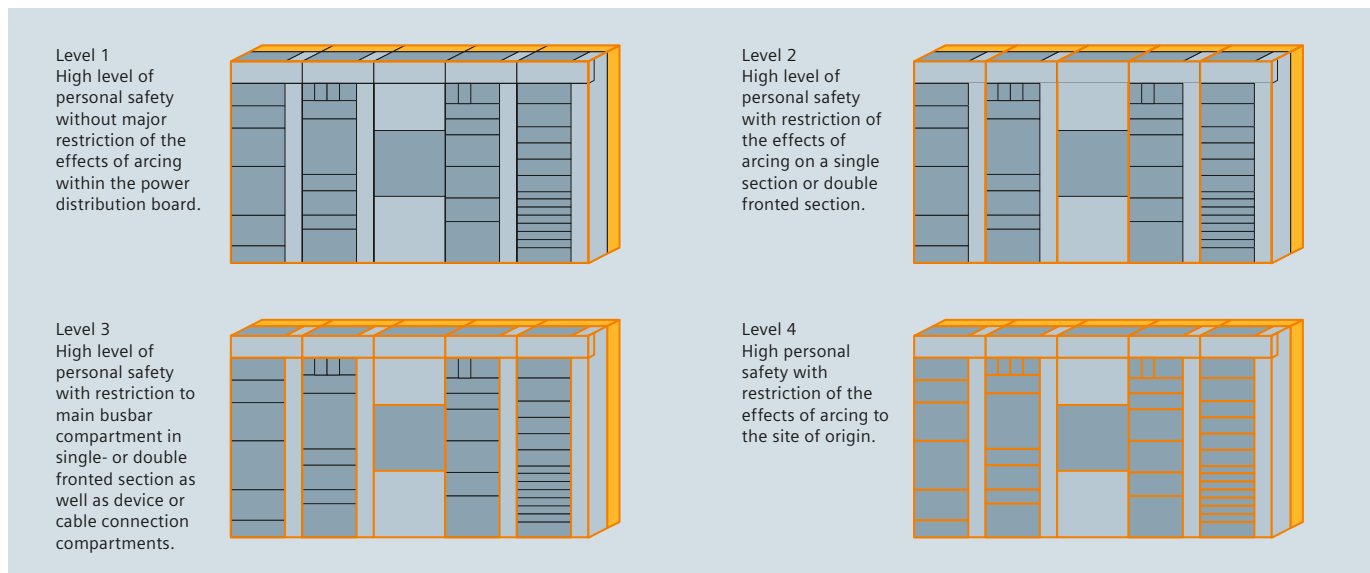 Level 1
High level of
personal safety
without major
restriction of the
effects of arcing
within the power
distribution board.
Level 2
High level of
personal safety
with restriction of
the effects of
arcing on a single
section or double
fronted section.
Level 3
High level of
personal safety
with restriction to
main busbar
compartment in
single- or double
fronted section as
well as device or
cable connection
compartments.
Level 4
High personal
safety with
restriction of the
effects of arcing to
the site of origin.